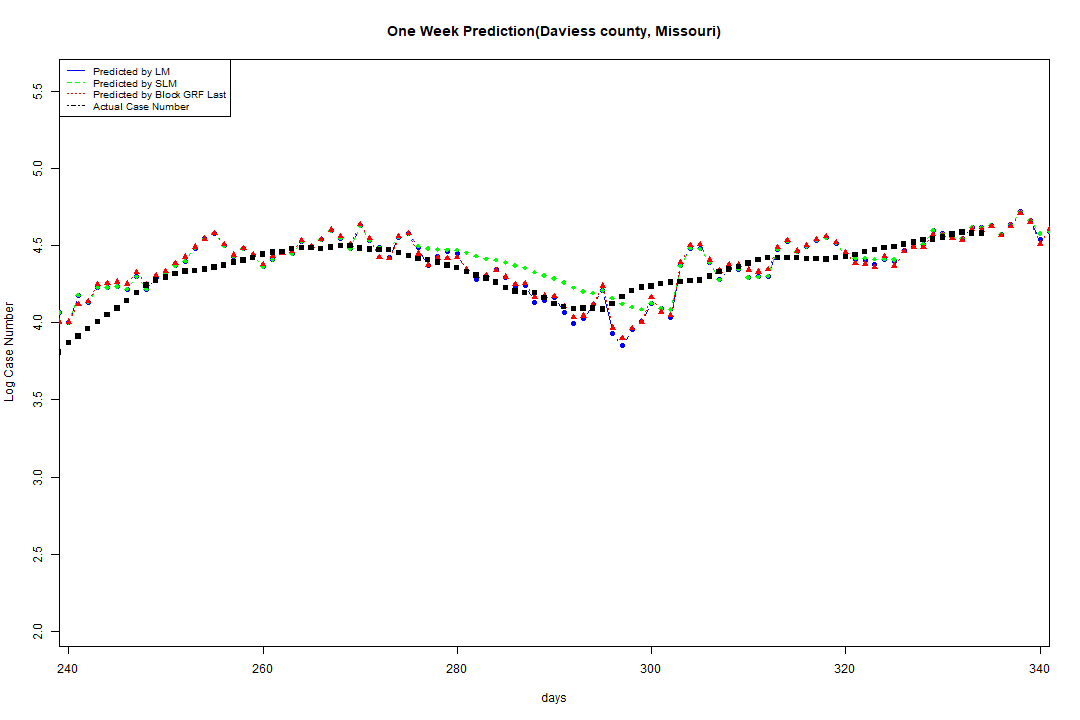 One Week Prediction(Daviess county, Missouri)
Predicted by LM
Predicted by SLM
Predicted by Block GRF Last
Actual Case Number
5.5
5.0
4.5
4.0
3.5
3.0
2.5
2.0
Log Case Number
240 260 280 300 320 340
days